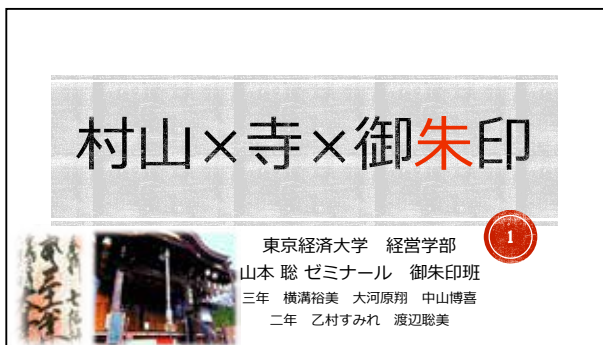 村山×寺×御朱印
1
東京経済大学 経営学部
山本 聡 ゼミナール 御朱印班
三年 横溝裕美 大河原翔 中山博喜
二年 乙村すみれ 渡辺聡美